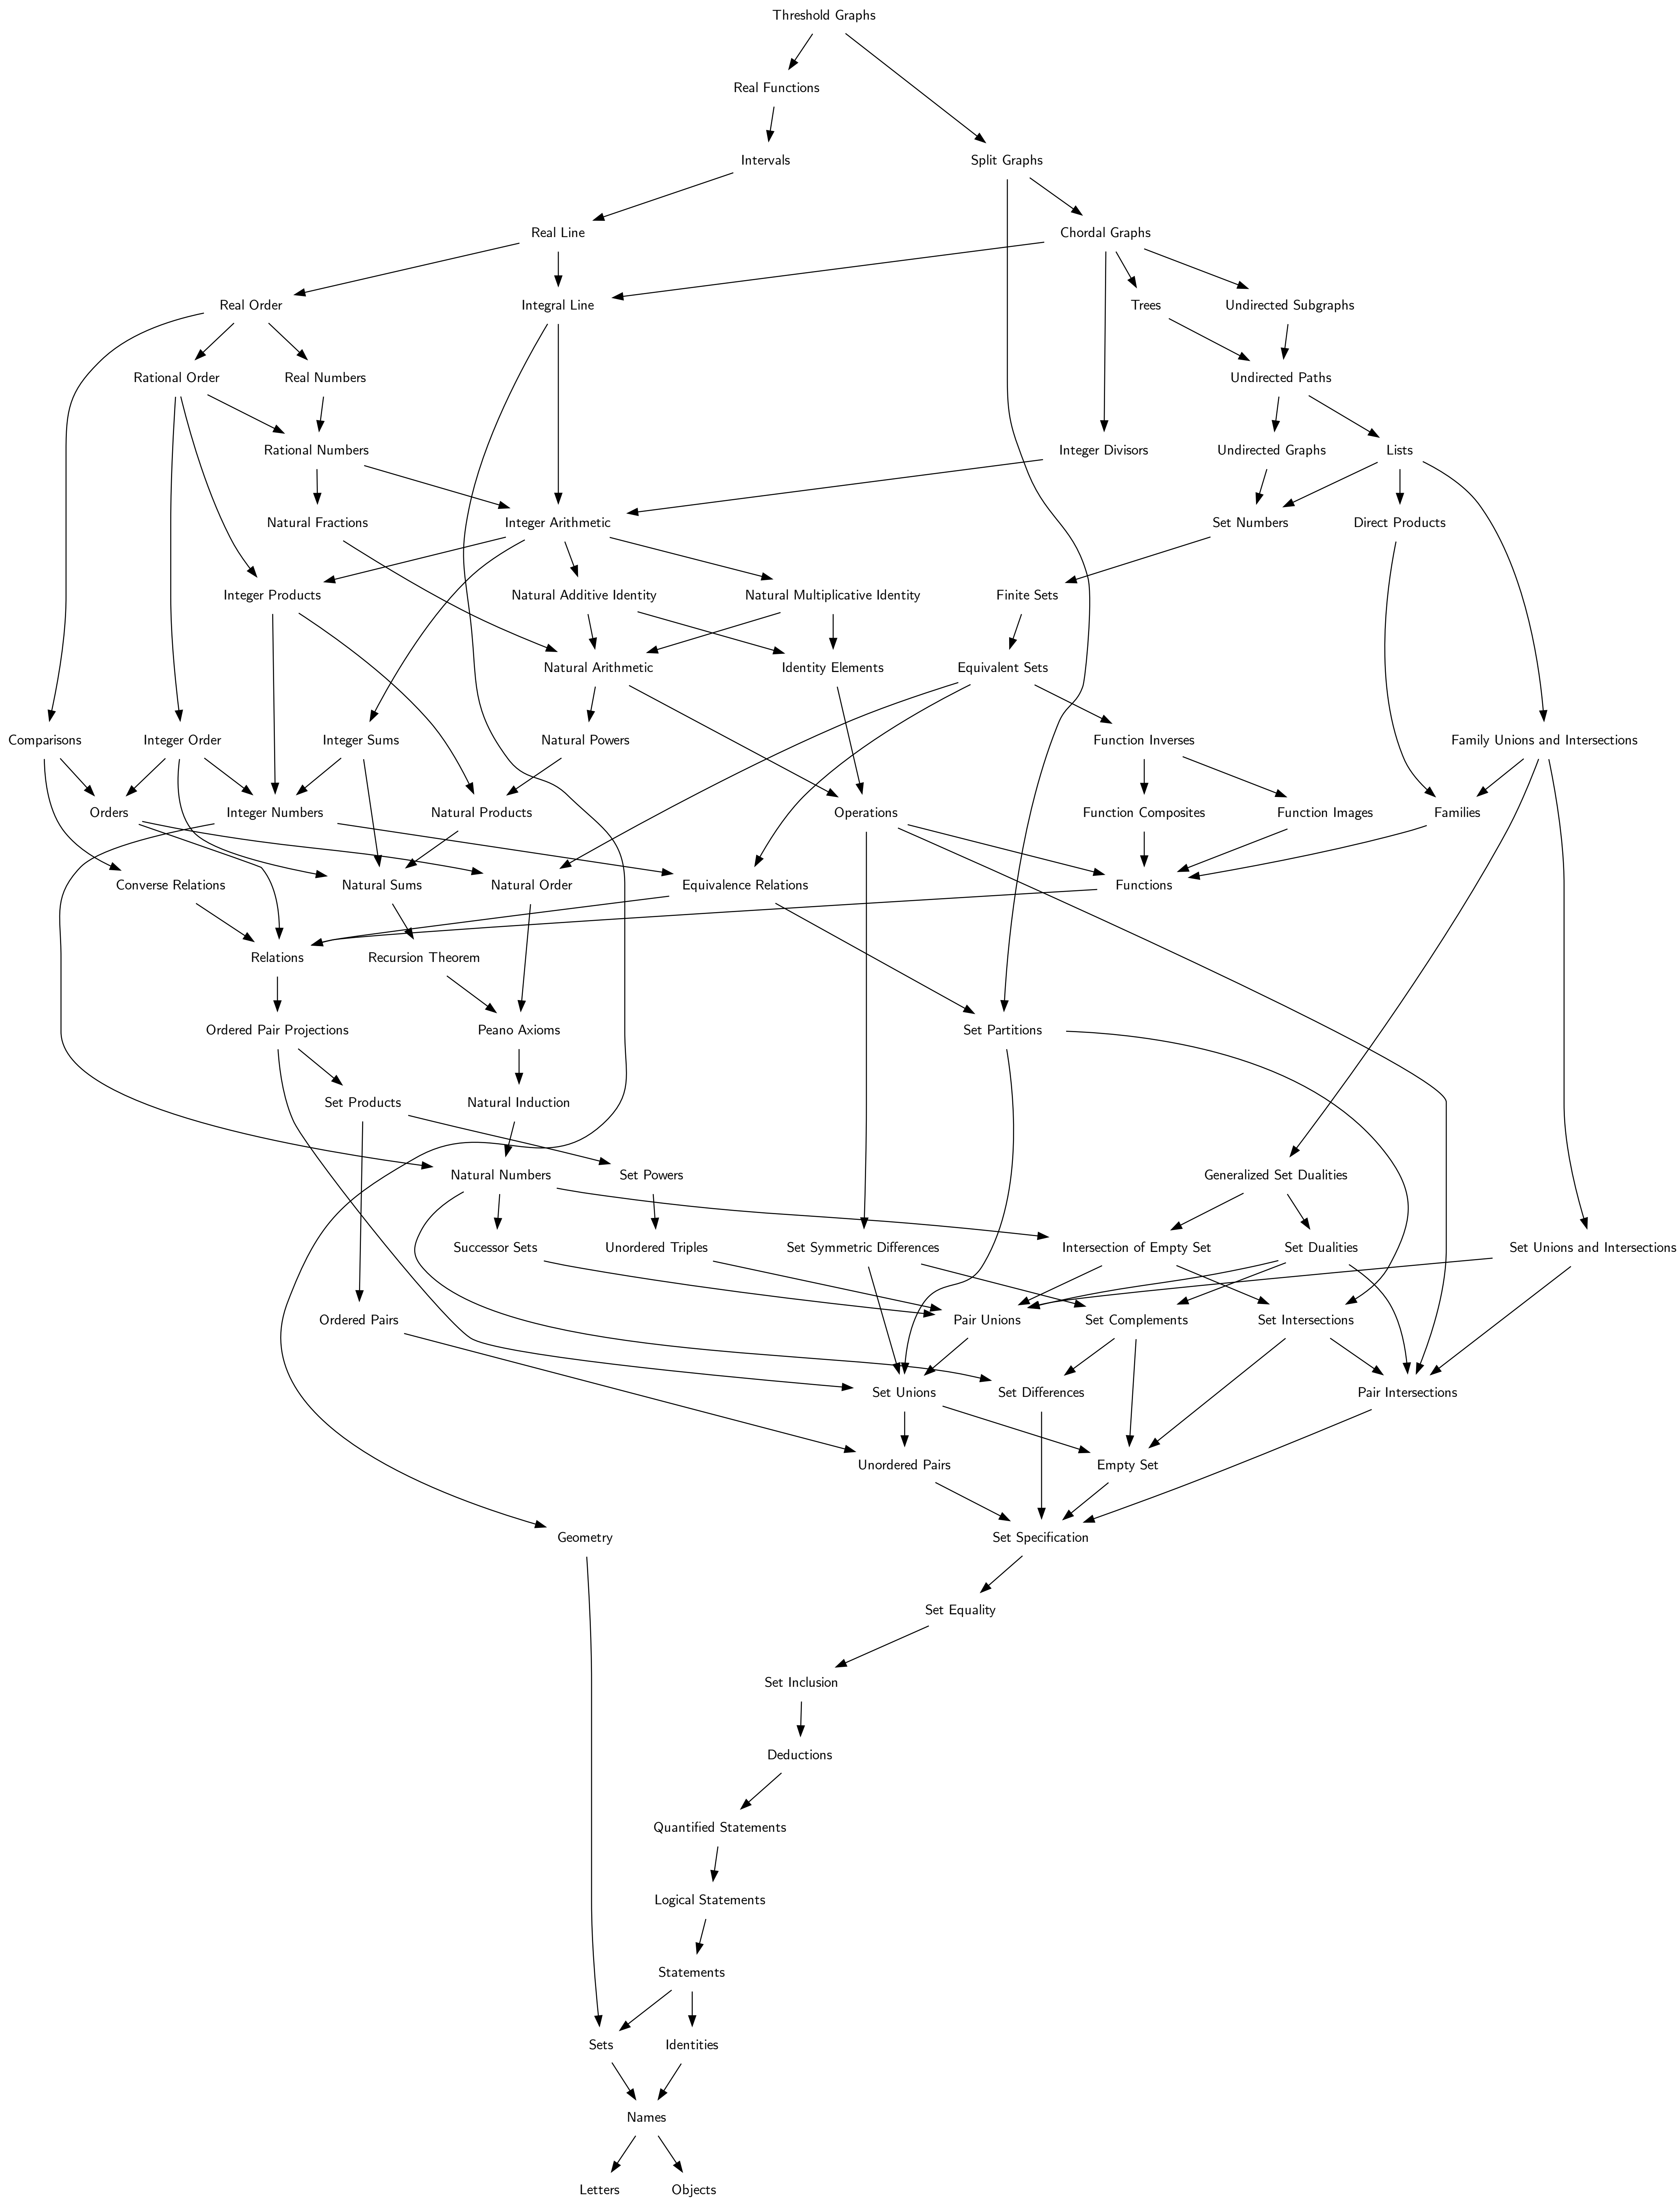 Threshold Graphs
Real Functions
Intervals
Split Graphs
Real Line
Chordal Graphs
Real Order
Integral Line
Trees
Undirected Subgraphs
Rational Order
Real Numbers
Undirected Paths
Rational Numbers
Integer Divisors
Undirected Graphs
Lists
Natural Fractions
Integer Arithmetic
Set Numbers
Direct Products
Integer Products
Natural Additive Identity
Natural Multiplicative Identity
Finite Sets
Natural Arithmetic
Identity Elements
Equivalent Sets
Comparisons
Integer Order
Integer Sums
Natural Powers
Function Inverses
Family Unions and Intersections
Orders
Integer Numbers
Natural Products
Operations
Function Composites
Function Images
Families
Converse Relations
Natural Sums
Natural Order
Equivalence Relations
Functions
Relations
Recursion Theorem
Ordered Pair Projections
Peano Axioms
Set Partitions
Set Products
Natural Induction
Natural Numbers
Set Powers
Generalized Set Dualities
Successor Sets
Unordered Triples
Set Symmetric Differences
Intersection of Empty Set
Set Dualities
Set Unions and Intersections
Ordered Pairs
Pair Unions
Set Complements
Set Intersections
Set Unions
Set Differences
Pair Intersections
Unordered Pairs
Empty Set
Geometry
Set Specification
Set Equality
Set Inclusion
Deductions
Quantified Statements
Logical Statements
Statements
Sets
Identities
Names
Letters
Objects